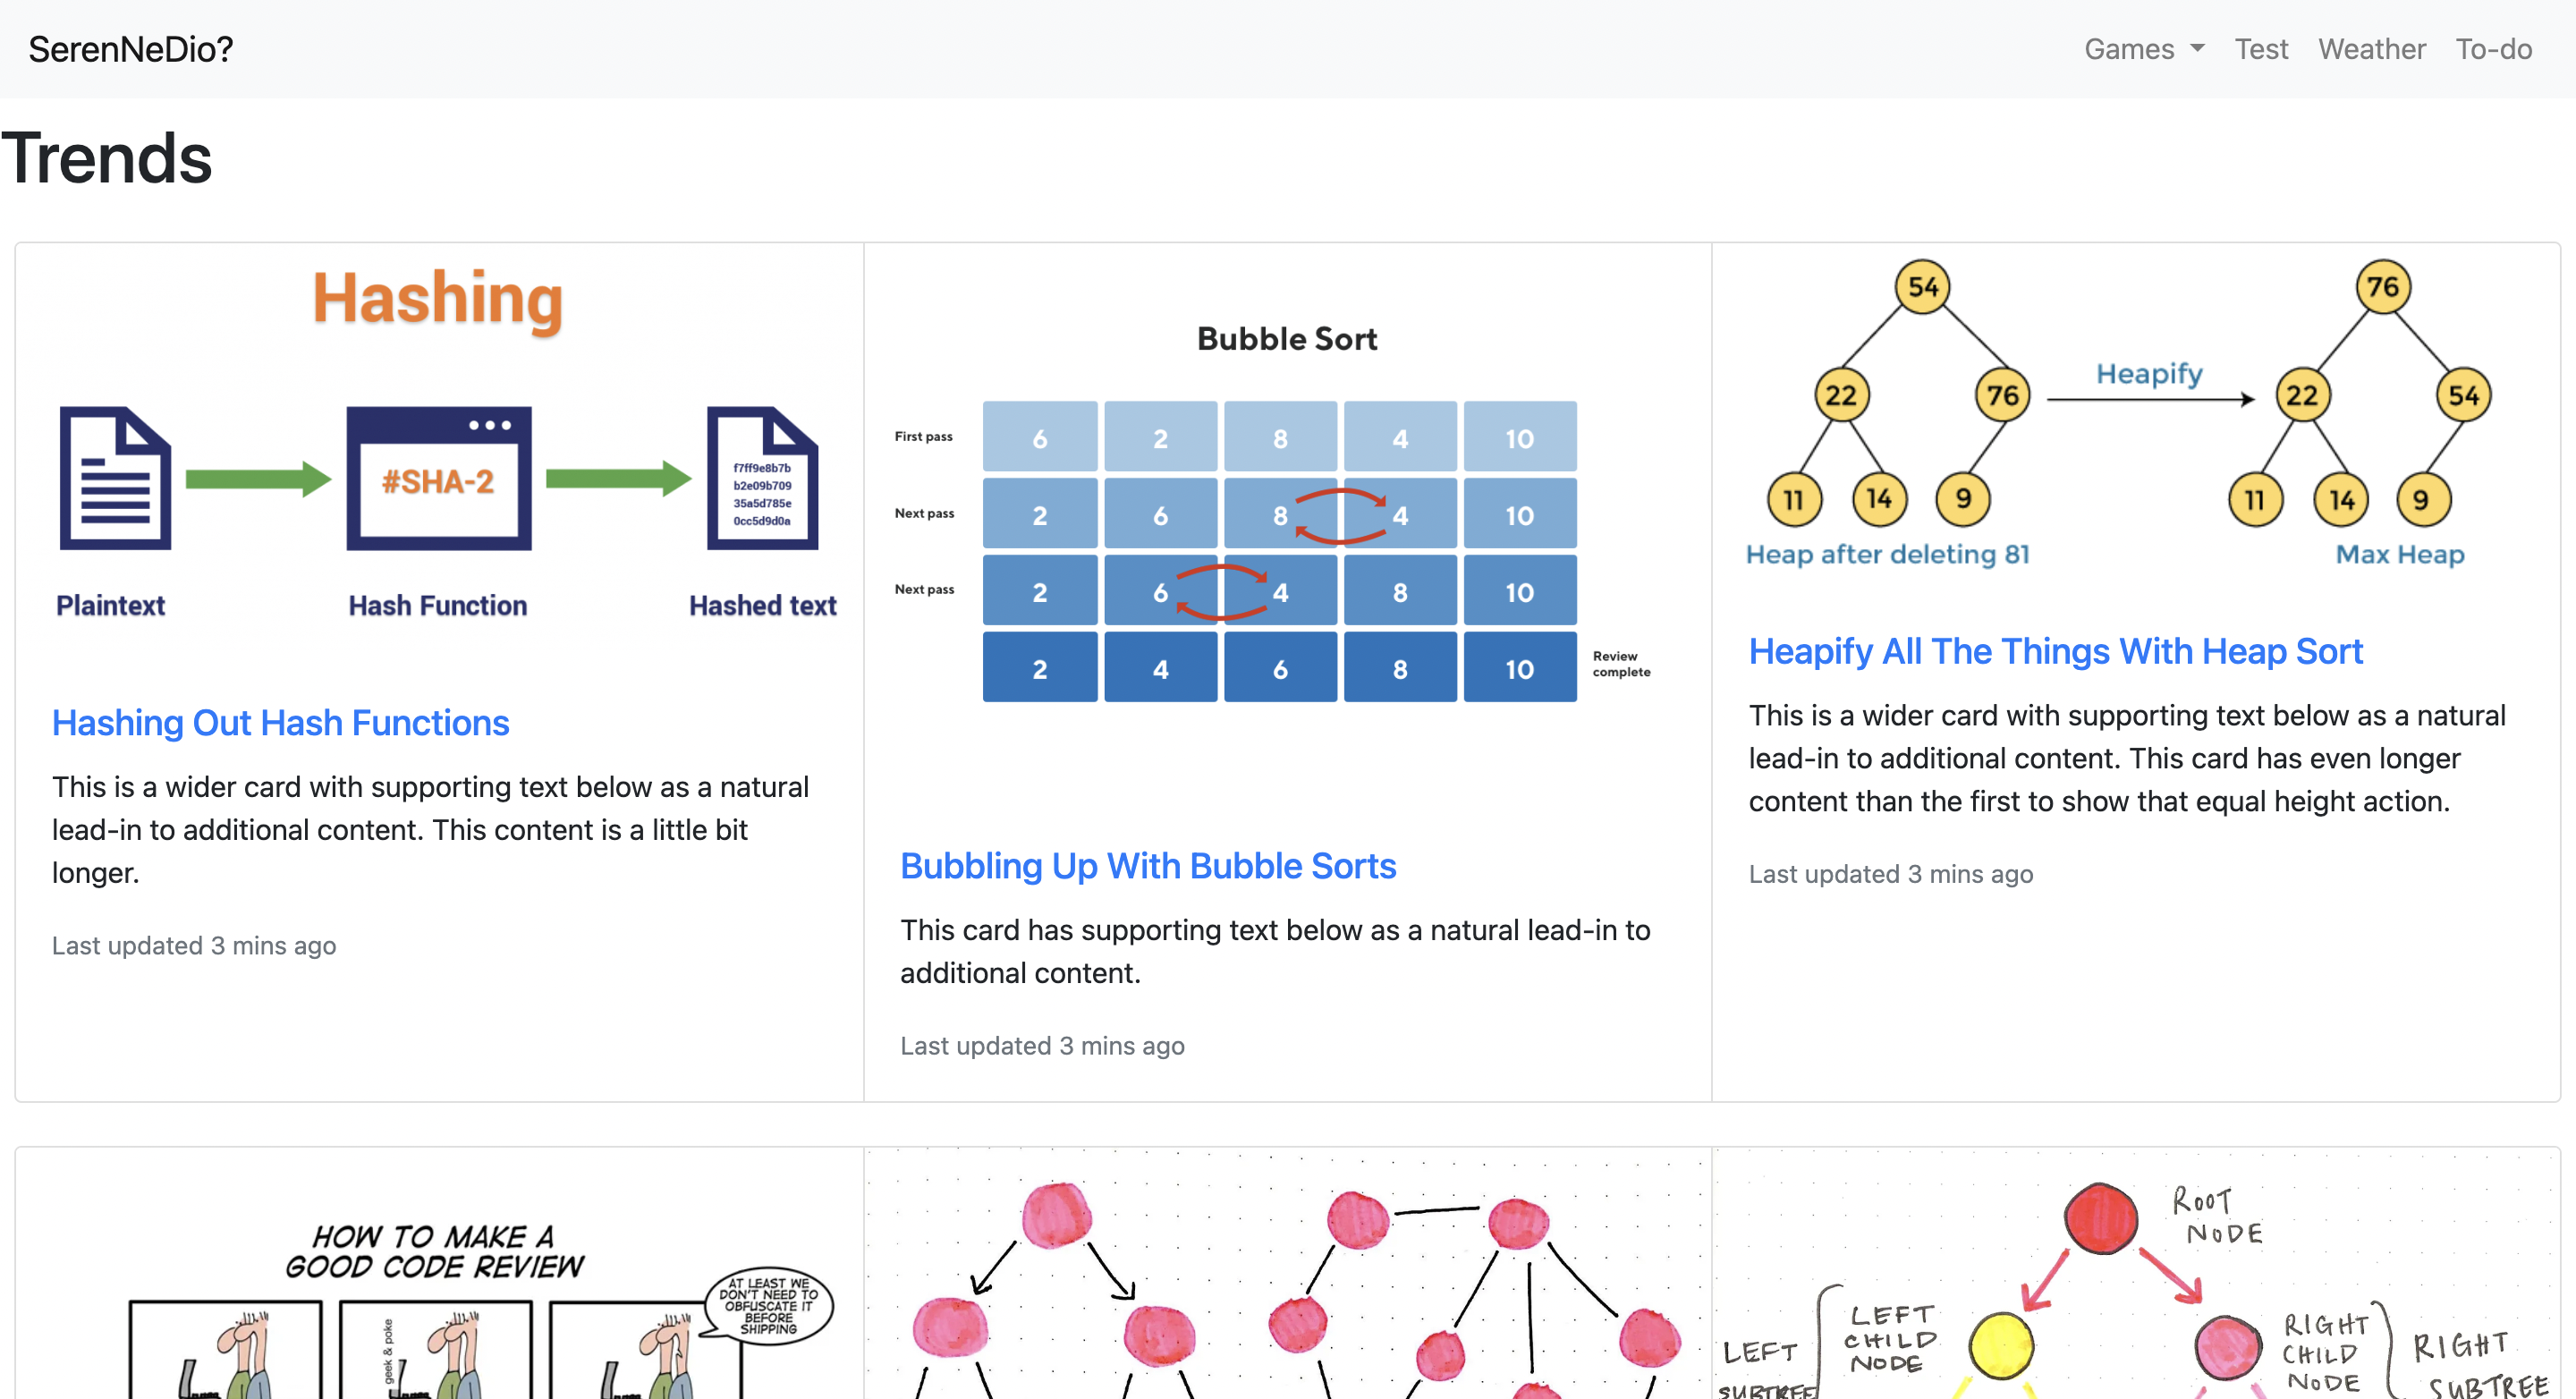 SerenNeDio?
Games Test Weather To-do
Trends
Hashing
#SHA-2
f7ff9e8b7b
b2e09b709
35a5d785e
0cc5d9d0a
Plaintext Hash Function Hashed text
Hashing Out Hash Functions
This is a wider card with supporting text below as a natural
lead-in to additional content. This content is a little bit
longer.
Last updated 3 mins ago
Bubble Sort
First pass 6 2 8 4 10
Next pass 2 6 8 4 10
Next pass 2 6 4 8 10
2 4 6 8 10 Review
complete
Bubbling Up With Bubble Sorts
This card has supporting text below as a natural lead-in to
additional content.
Last updated 3 mins ago
54
22 76
11 14 9
Heap after deleting 81
Heapify
76
22 54
11 14 9
Max Heap
Heapify All The Things With Heap Sort
This is a wider card with supporting text below as a natural
lead-in to additional content. This card has even longer
content than the first to show that equal height action.
Last updated 3 mins ago
HOW TO MAKE A
GOOD CODE REVIEW
AT LEAST WE
DON'T NEED TO
OBFUSCATE IT
BEFORE
SHIPPING
geek & poke
ROOT
NODE
LEFT
CHILD
NODE
LEFT
SUBTREE
RIGHT
CHILD
NODE
RIGHT
SUBTREE